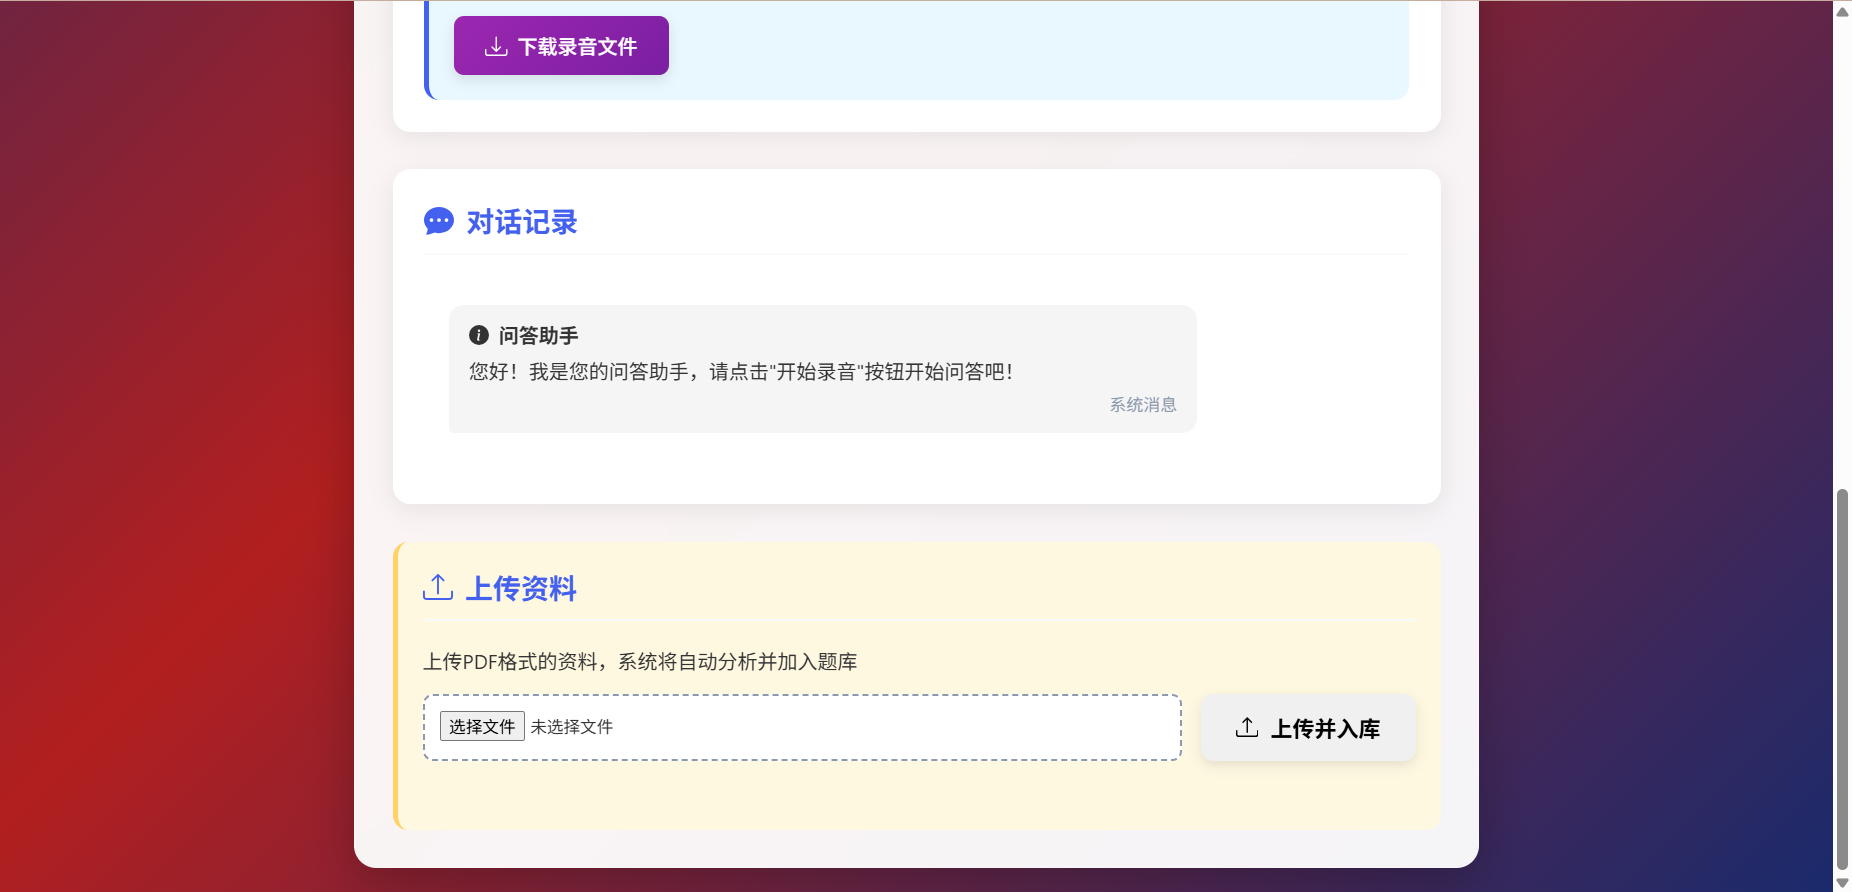 下载录音文件
对话记录
问答助手
您好！我是您的问答助手，请点击"开始录音"按钮开始问答吧！
系统消息
上传资料
上传PDF格式的资料，系统将自动分析并加入题库
选择文件 未选择文件
上传并入库